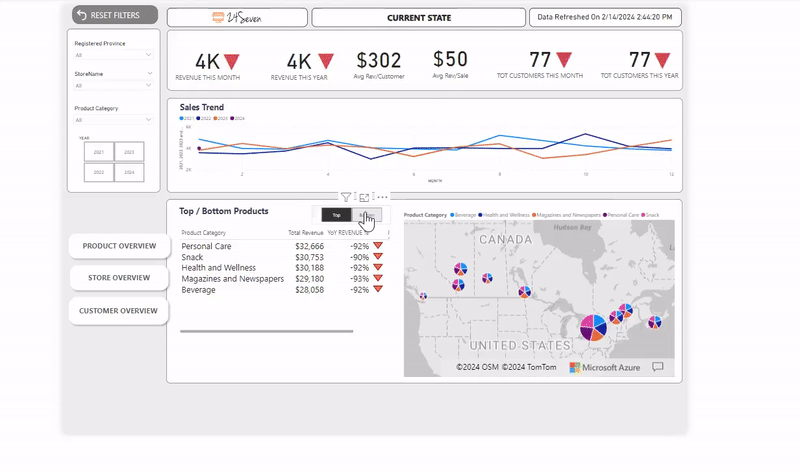 RESET FILTERS
24Seven
CURRENT STATE
Data Refreshed On 2/14/2024 2:44:20 PM
Registered Province
All
StoreName
All
Product Category
All
YEAR
2021
2023
2022
2024
4K
REVENUE THIS MONTH
4K
REVENUE THIS YEAR
$302
Avg Rev/Customer
$50
Avg Rev/Sale
77
TOT CUSTOMERS THIS MONTH
77
TOT CUSTOMERS THIS YEAR
Sales Trend
2021 2022 2023 2024
6K
4K
2K
2 4 6 8 10 12
MONTH
PRODUCT OVERVIEW
STORE OVERVIEW
CUSTOMER OVERVIEW
Top / Bottom Products
Top
Product Category Total Revenue YoY REVENUE %
Personal Care $32,666 -92%
Snack $30,753 -90%
Health and Wellness $30,188 -92%
Magazines and Newspapers $29,180 -93%
Beverage $28,058 -92%
Product Category Beverage Health and Wellness Magazines and Newspapers Personal Care Snack
Hudson Bay
CANADA
UNITED STATES
©2024 OSM ©2024 TomTom
Microsoft Azure